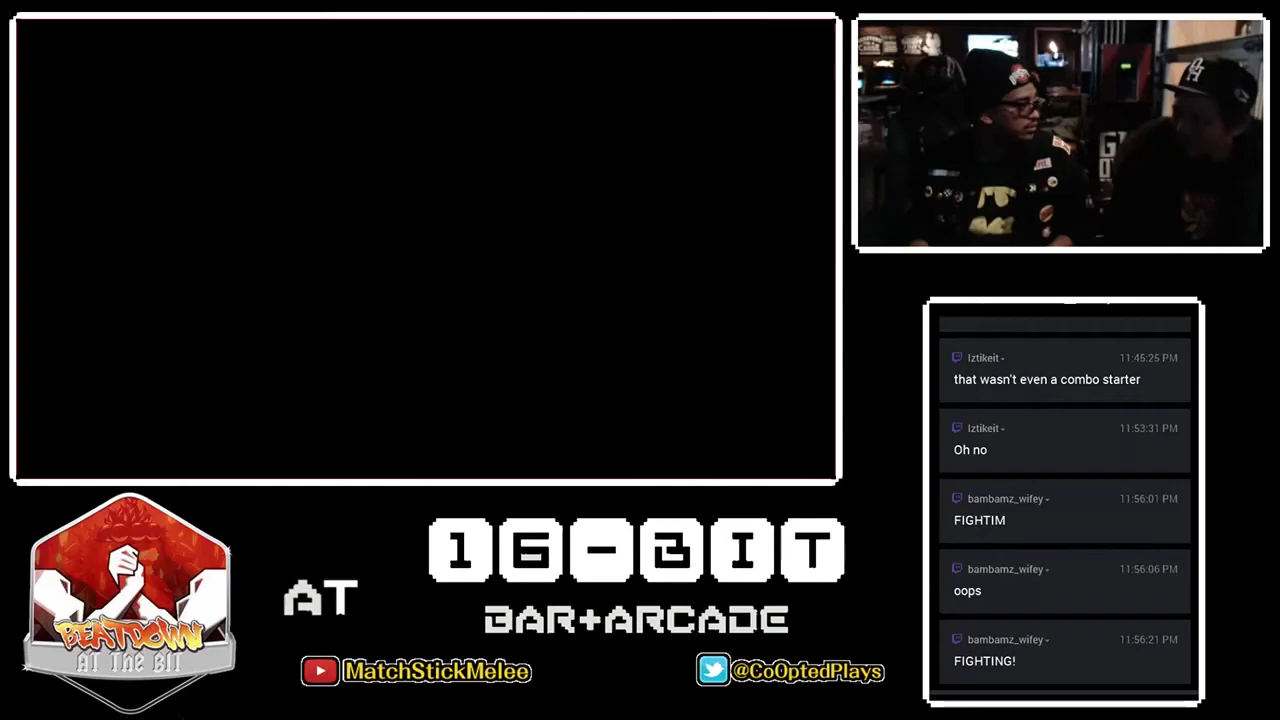 Iztikeit -
11:45:25 PM
that wasn't even a combo starter
Iztikeit -
11:53:31 PM
Oh no
bambamz_wifey -
11:56:01 PM
FIGHTIM
bambamz_wifey -
11:56:06 PM
oops
bambamz_wifey -
11:56:21 PM
FIGHTING!
BEATDOWN
AT THE BIT
AT
16-BIT
BAR+ARCADE
MatchStickMelee
@CoOptedPlays